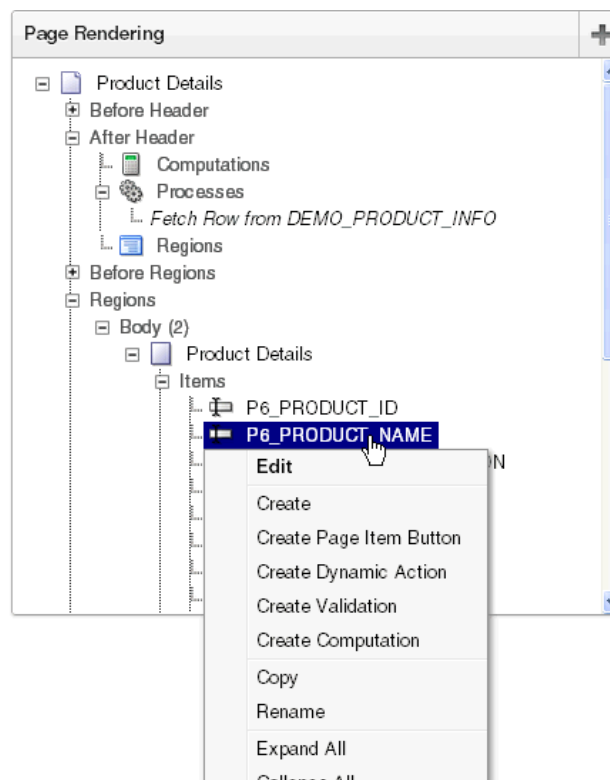 Page Rendering
Product Details
Before Header
After Header
Computations
Processes
Fetch Row from DEMO_PRODUCT_INFO
Regions
Before Regions
Regions
Body (2)
Product Details
Items
P6_PRODUCT_ID
P6_PRODUCT_NAME
Edit
Create
Create Page Item Button
Create Dynamic Action
Create Validation
Create Computation
Copy
Rename
Expand All
Collapse All